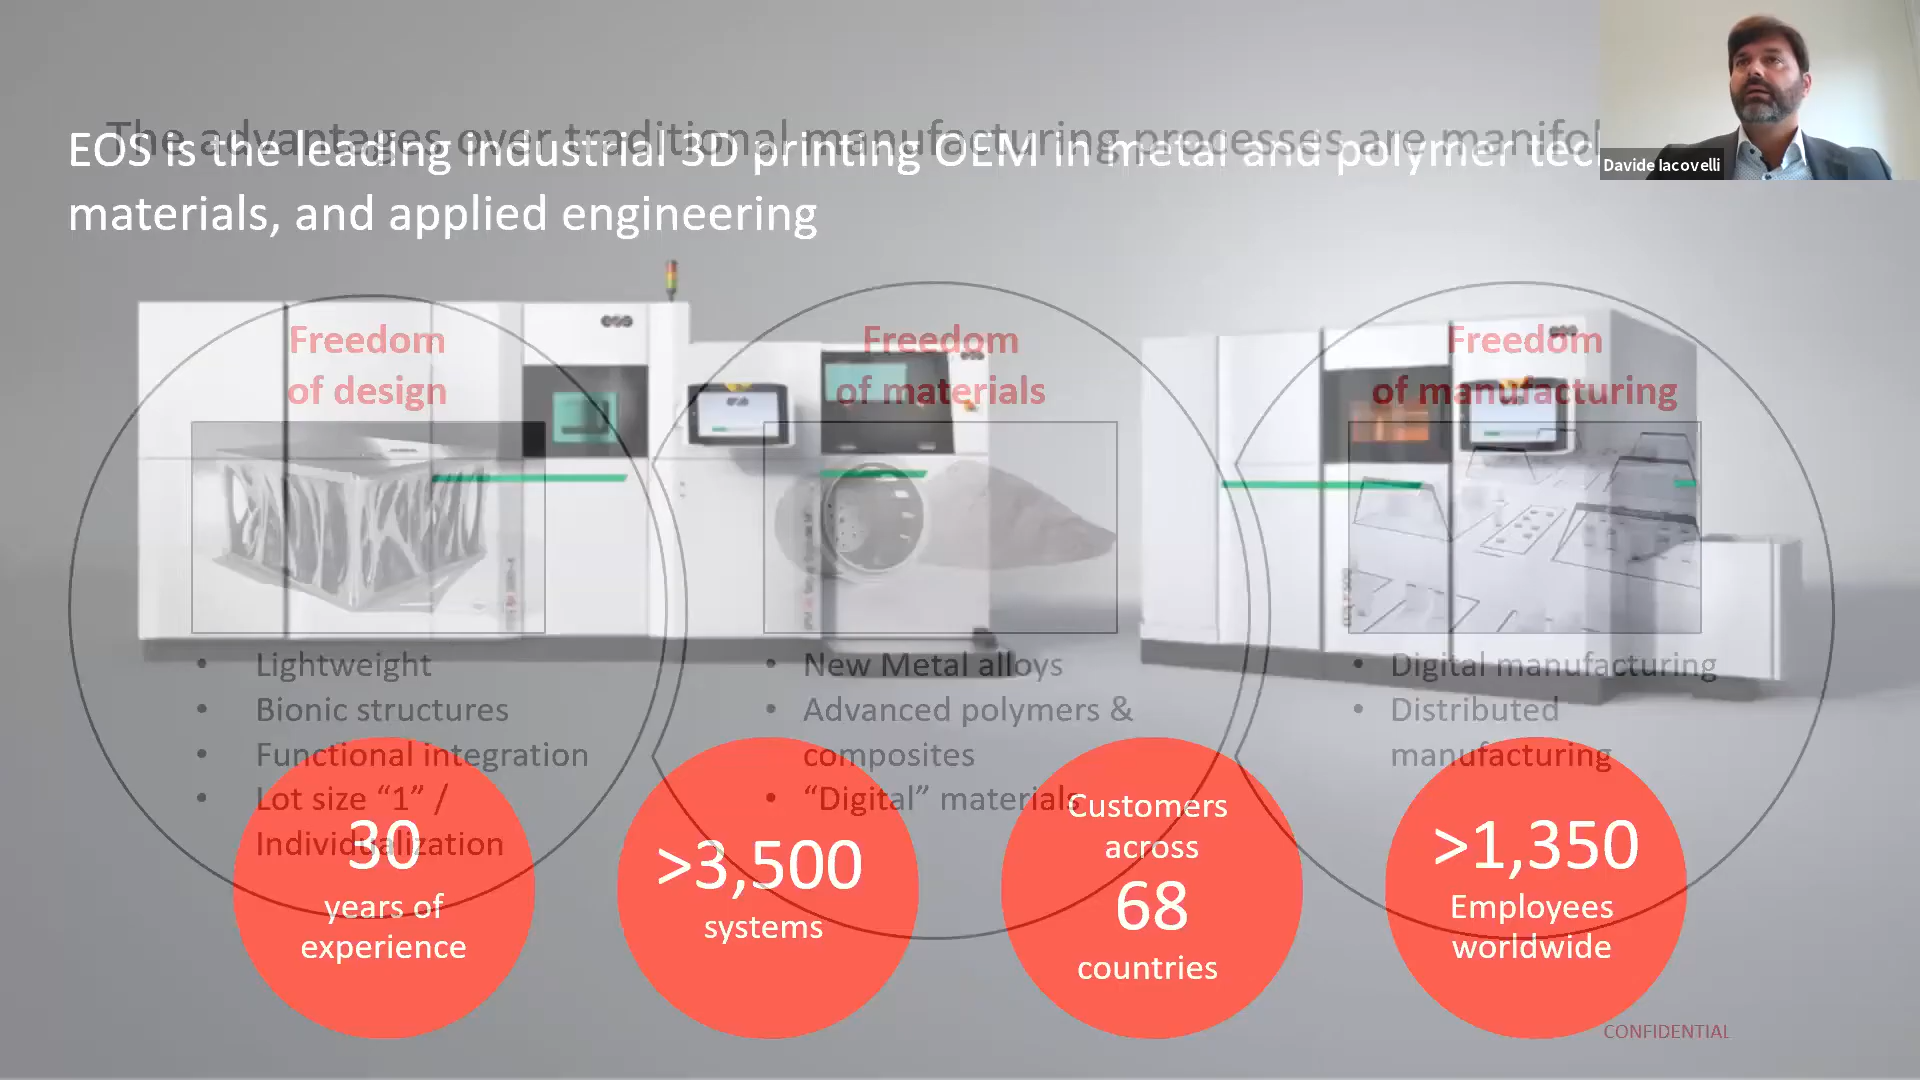 The advantages over traditional manufacturing processes are manifol
EOS is the leading industrial 3D printing OEM in metal and polymer tec
materials, and applied engineering
Davide Iacovelli
Freedom
of design
Freedom
of materials
Freedom
of manufacturing
• Lightweight
• Bionic structures
• Functional integration
• Lot size “1” /
Individualization
• New Metal alloys
• Advanced polymers &
composites
• “Digital” materials
• Digital manufacturing
• Distributed
manufacturing
30
years of
experience
>3,500
systems
Customers
across
68
countries
>1,350
Employees
worldwide
CONFIDENTIAL
eos
eos
eos